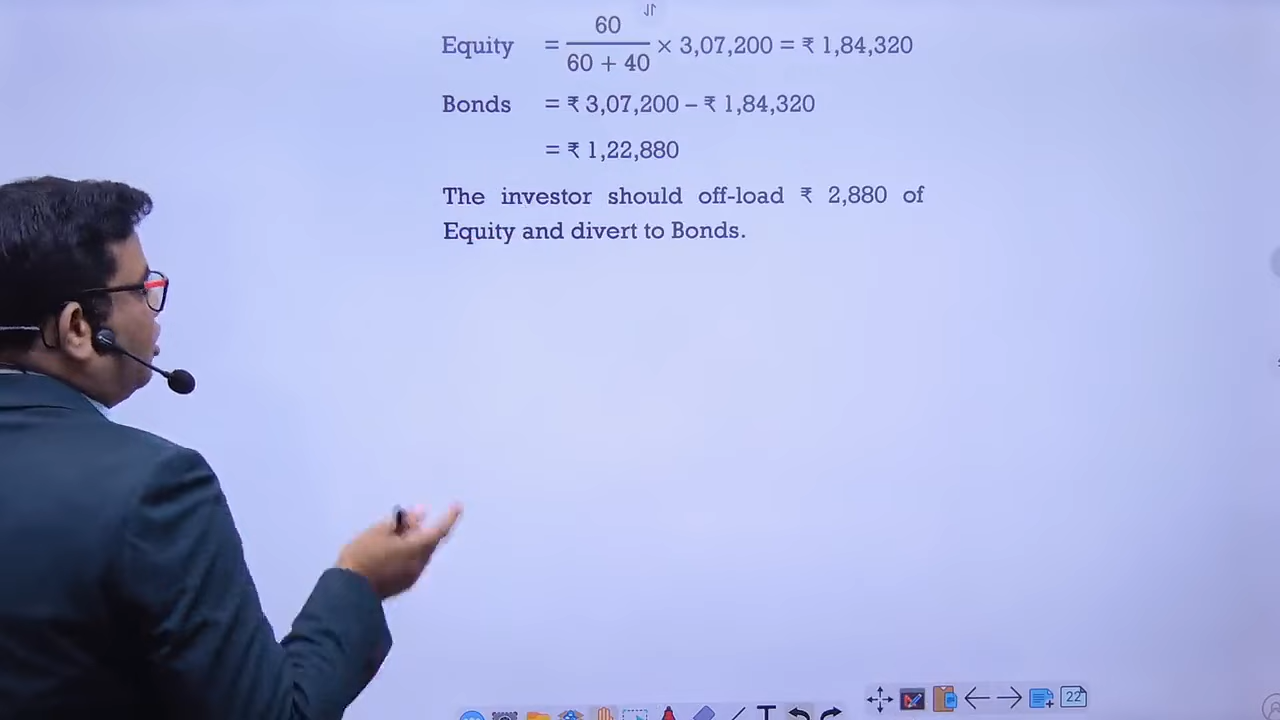 Equity = 60 / 60 + 40 × 3,07,200 = ₹ 1,84,320
Bonds = ₹ 3,07,200 – ₹ 1,84,320
= ₹ 1,22,880
The investor should off-load ₹ 2,880 of
Equity and divert to Bonds.
T
22